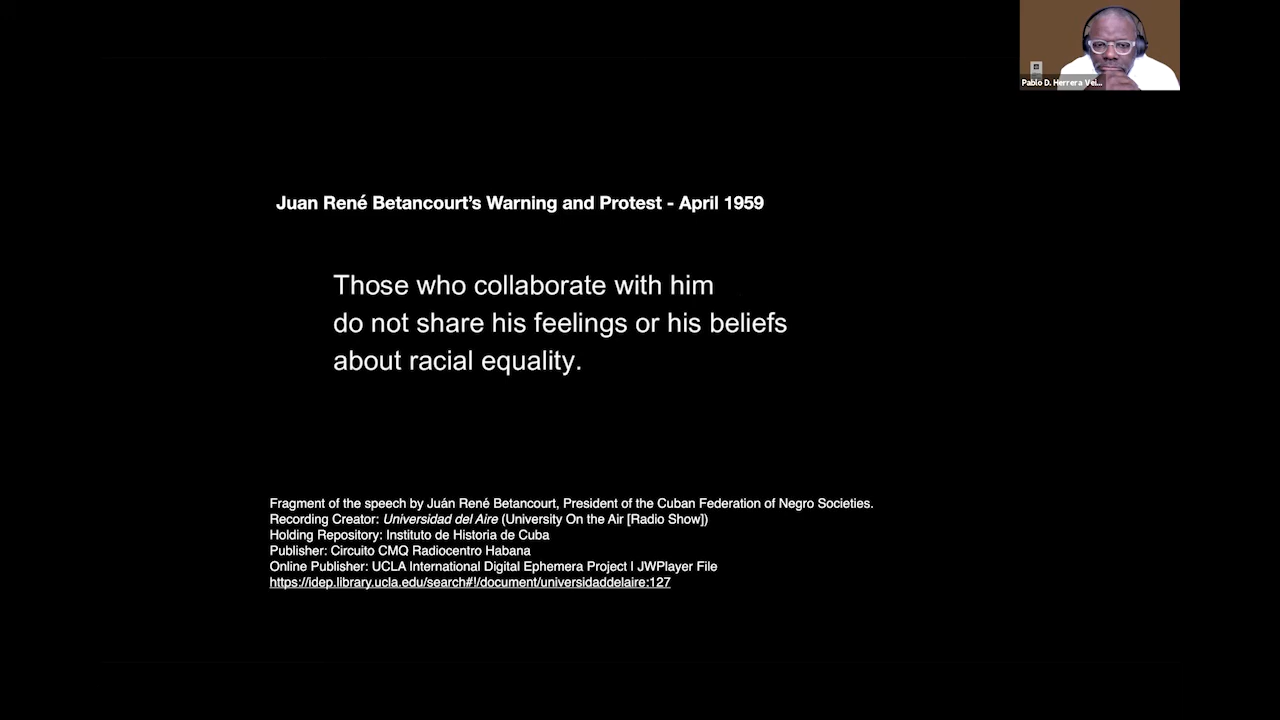 Pablo D. Herrera Vei...
Juan René Betancourt’s Warning and Protest - April 1959
Those who collaborate with him
do not share his feelings or his beliefs
about racial equality.
Fragment of the speech by Juán René Betancourt, President of the Cuban Federation of Negro Societies.
Recording Creator: Universidad del Aire (University On the Air [Radio Show])
Holding Repository: Instituto de Historia de Cuba
Publisher: Circuito CMQ Radiocentro Habana
Online Publisher: UCLA International Digital Ephemera Project I JWPlayer File
https://idep.library.ucla.edu/search#!/document/universidaddelaire:127